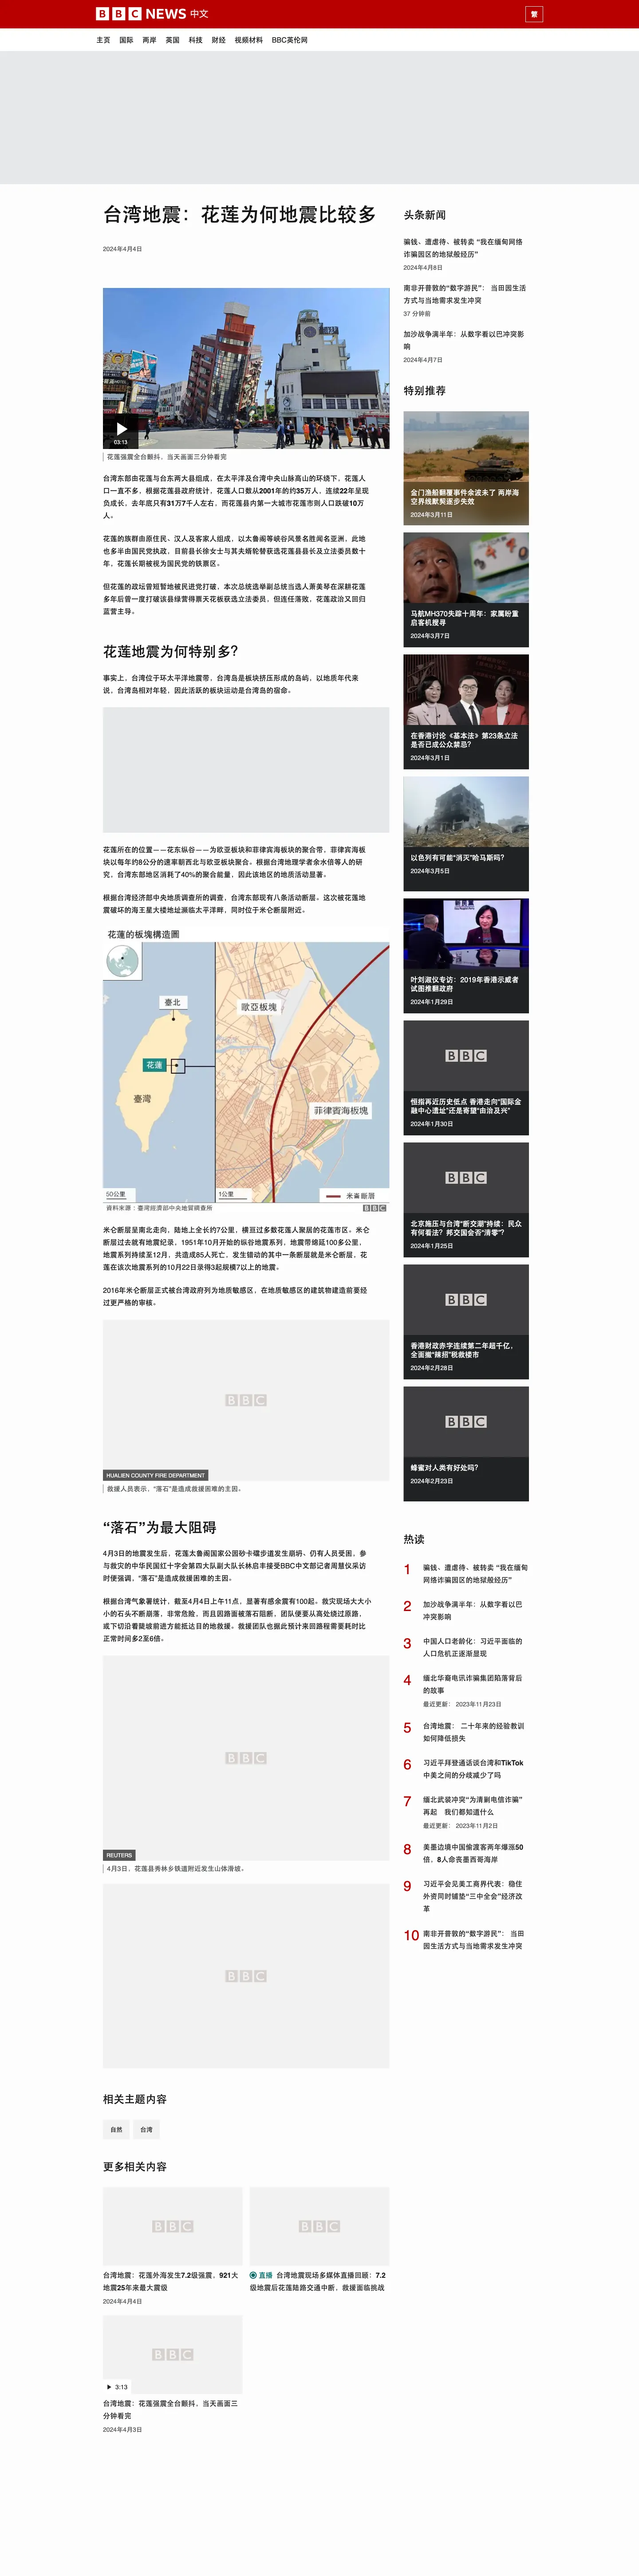 BBC NEWS 中文
繁
主页 国际 两岸 英国 科技 财经 视频材料 BBC英伦网
台湾地震：花莲为何地震比较多
2024年4月4日
03:13
花莲强震全台颤抖，当天画面三分钟看完
台湾东部由花莲与台东两大县组成，在太平洋及台湾中央山脉高山的环绕下，花莲人
口一直不多，根据花莲县政府统计，花莲人口数从2001年的约35万人，连续22年呈现
负成长，去年底只有31万7千人左右，而花莲县内第一大城市花莲市则人口跌破10万
人。
花莲的族群由原住民、汉人及客家人组成，以太鲁阁等峡谷风景名胜闻名亚洲，此地
也多半由国民党执政，目前县长徐女士与其夫婿轮替获选花莲县县长及立法委员数十
年，花莲长期被视为国民党的铁票区。
但花莲的政坛曾短暂地被民进党打破，本次总统选举副总统当选人萧美琴在深耕花莲
多年后曾一度打破该县绿营得票天花板获选立法委员，但连任落败，花莲政治又回归
蓝营主导。
花莲地震为何特别多？
事实上，台湾位于环太平洋地震带，台湾岛是板块挤压形成的岛屿，以地质年代来
说，台湾岛相对年轻，因此活跃的板块运动是台湾岛的宿命。
花莲所在的位置——花东纵谷——为欧亚板块和菲律宾海板块的聚合带，菲律宾海板
块以每年约8公分的速率朝西北与欧亚板块聚合。根据台湾地理学者余水倍等人的研
究，台湾东部地区消耗了40%的聚合能量，因此该地区的地质活动显著。
根据台湾经济部中央地质调查所的调查，台湾东部现有八条活动断层。这次被花莲地
震破坏的海王星大楼地址濒临太平洋畔，同时位于米仑断层附近。
花蓮的板塊構造圖
臺北
歐亞板塊
花蓮
臺灣
菲律賓海板塊
50公里
1公里
米崙斷層
資料來源：臺灣經濟部中央地質調查所
BBC
米仑断层呈南北走向，陆地上全长约7公里，横亘过多数花莲人聚居的花莲市区。米仑
断层过去就有地震纪录，1951年10月开始的纵谷地震系列，地震带绵延100多公里，
地震系列持续至12月，共造成85人死亡，发生错动的其中一条断层就是米仑断层，花
莲在该次地震系列的10月22日录得3起规模7以上的地震。
2016年米仑断层正式被台湾政府列为地质敏感区，在地质敏感区的建筑物建造前要经
过更严格的审核。
BBC
HUALIEN COUNTY FIRE DEPARTMENT
救援人员表示，“落石”是造成救援困难的主因。
“落石”为最大阻碍
4月3日的地震发生后，花莲太鲁阁国家公园砂卡礑步道发生崩坍、仍有人员受困，参
与救灾的中华民国红十字会第四大队副大队长林启丰接受BBC中文部记者周慧仪采访
时便强调，“落石”是造成救援困难的主因。
根据台湾气象署统计，截至4月4日上午11点，显著有感余震有100起。救灾现场大大小
小的石头不断崩落，非常危险，而且因路面被落石阻断，团队便要从高处绕过原路，
或下切沿着陡坡前进方能抵达目的地救援。救援团队也据此预计来回路程需要耗时比
正常时间多2至6倍。
BBC
REUTERS
4月3日，花莲县秀林乡铁道附近发生山体滑坡。
BBC
相关主题内容
自然 台湾
更多相关内容
BBC
台湾地震：花莲外海发生7.2级强震，921大
地震25年来最大震级
2024年4月4日
BBC
直播 台湾地震现场多媒体直播回顾：7.2
级地震后花莲陆路交通中断，救援面临挑战
BBC
3:13
台湾地震：花莲强震全台颤抖，当天画面三
分钟看完
2024年4月3日
头条新闻
骗钱、遭虐待、被转卖 “我在缅甸网络
诈骗园区的地狱般经历”
2024年4月8日
南非开普敦的“数字游民”： 当田园生活
方式与当地需求发生冲突
37 分钟前
加沙战争满半年：从数字看以巴冲突影
响
2024年4月7日
特别推荐
金门渔船翻覆事件余波未了 两岸海
空界线默契逐步失效
2024年3月11日
马航MH370失踪十周年：家属盼重
启客机搜寻
2024年3月7日
在香港讨论《基本法》第23条立法
是否已成公众禁忌？
2024年3月1日
以色列有可能“消灭”哈马斯吗？
2024年3月5日
新民黨
叶刘淑仪专访：2019年香港示威者
试图推翻政府
2024年1月29日
BBC
恒指再近历史低点 香港走向“国际金
融中心遗址”还是寄望“由治及兴”
2024年1月30日
BBC
北京施压与台湾“断交潮”持续：民众
有何看法？邦交国会否“清零”？
2024年1月25日
BBC
香港财政赤字连续第二年超千亿，
全面撤“辣招”税救楼市
2024年2月28日
BBC
蜂蜜对人类有好处吗？
2024年2月23日
热读
1 骗钱、遭虐待、被转卖 “我在缅甸
网络诈骗园区的地狱般经历”
2 加沙战争满半年：从数字看以巴
冲突影响
3 中国人口老龄化：习近平面临的
人口危机正逐渐显现
4 缅北华裔电讯诈骗集团陷落背后
的故事
最近更新： 2023年11月23日
5 台湾地震： 二十年来的经验教训
如何降低损失
6 习近平拜登通话谈台湾和TikTok
中美之间的分歧减少了吗
7 缅北武装冲突“为清剿电信诈骗”
再起 我们都知道什么
最近更新： 2023年11月2日
8 美墨边境中国偷渡客两年爆涨50
倍，8人命丧墨西哥海岸
9 习近平会见美工商界代表：稳住
外资同时铺垫“三中全会”经济改
革
10 南非开普敦的“数字游民”： 当田
园生活方式与当地需求发生冲突